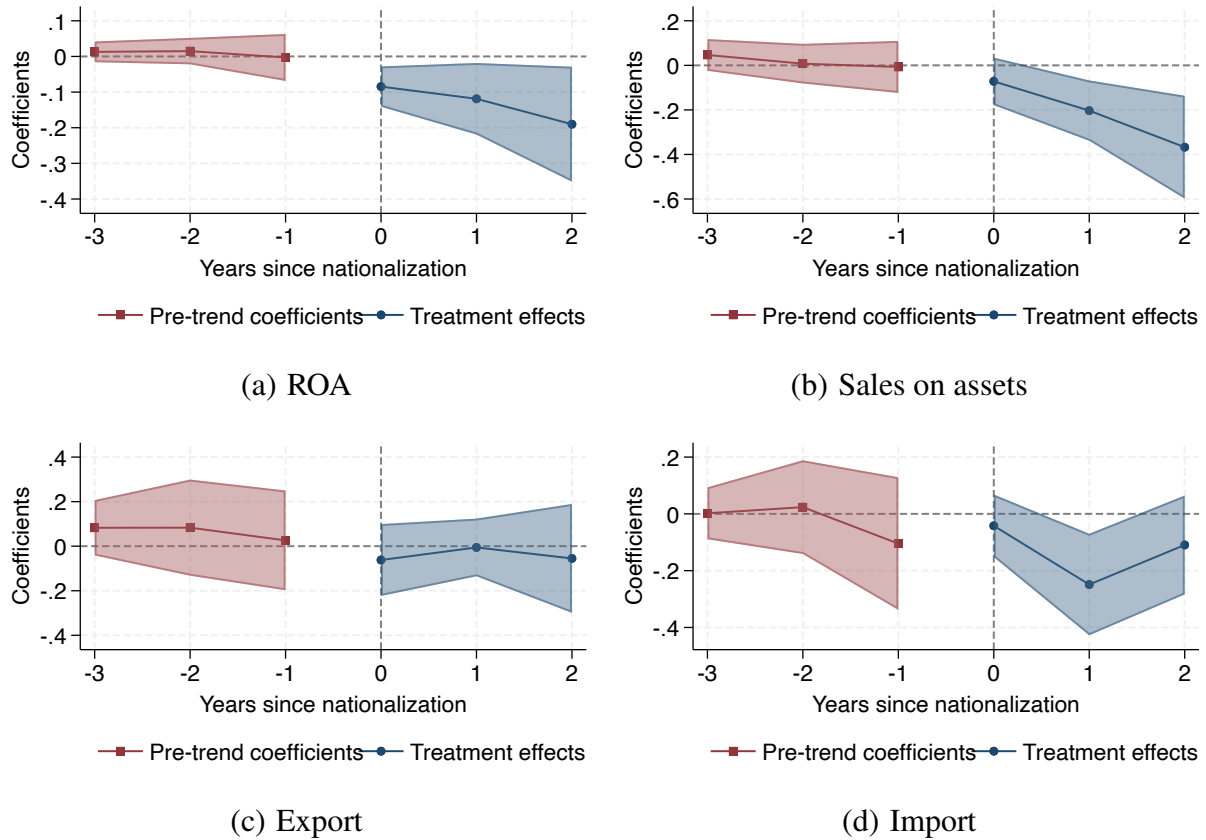 Coefficients
.1
0
-.1
-.2
-.3
-.4
-3 -2 -1 0 1 2
Years since nationalization
Pre-trend coefficients Treatment effects
(a) ROA
Coefficients
.2
0
-.2
-.4
-.6
-3 -2 -1 0 1 2
Years since nationalization
Pre-trend coefficients Treatment effects
(b) Sales on assets
Coefficients
.4
.2
0
-.2
-.4
-3 -2 -1 0 1 2
Years since nationalization
Pre-trend coefficients Treatment effects
(c) Export
Coefficients
.2
0
-.2
-.4
-3 -2 -1 0 1 2
Years since nationalization
Pre-trend coefficients Treatment effects
(d) Import